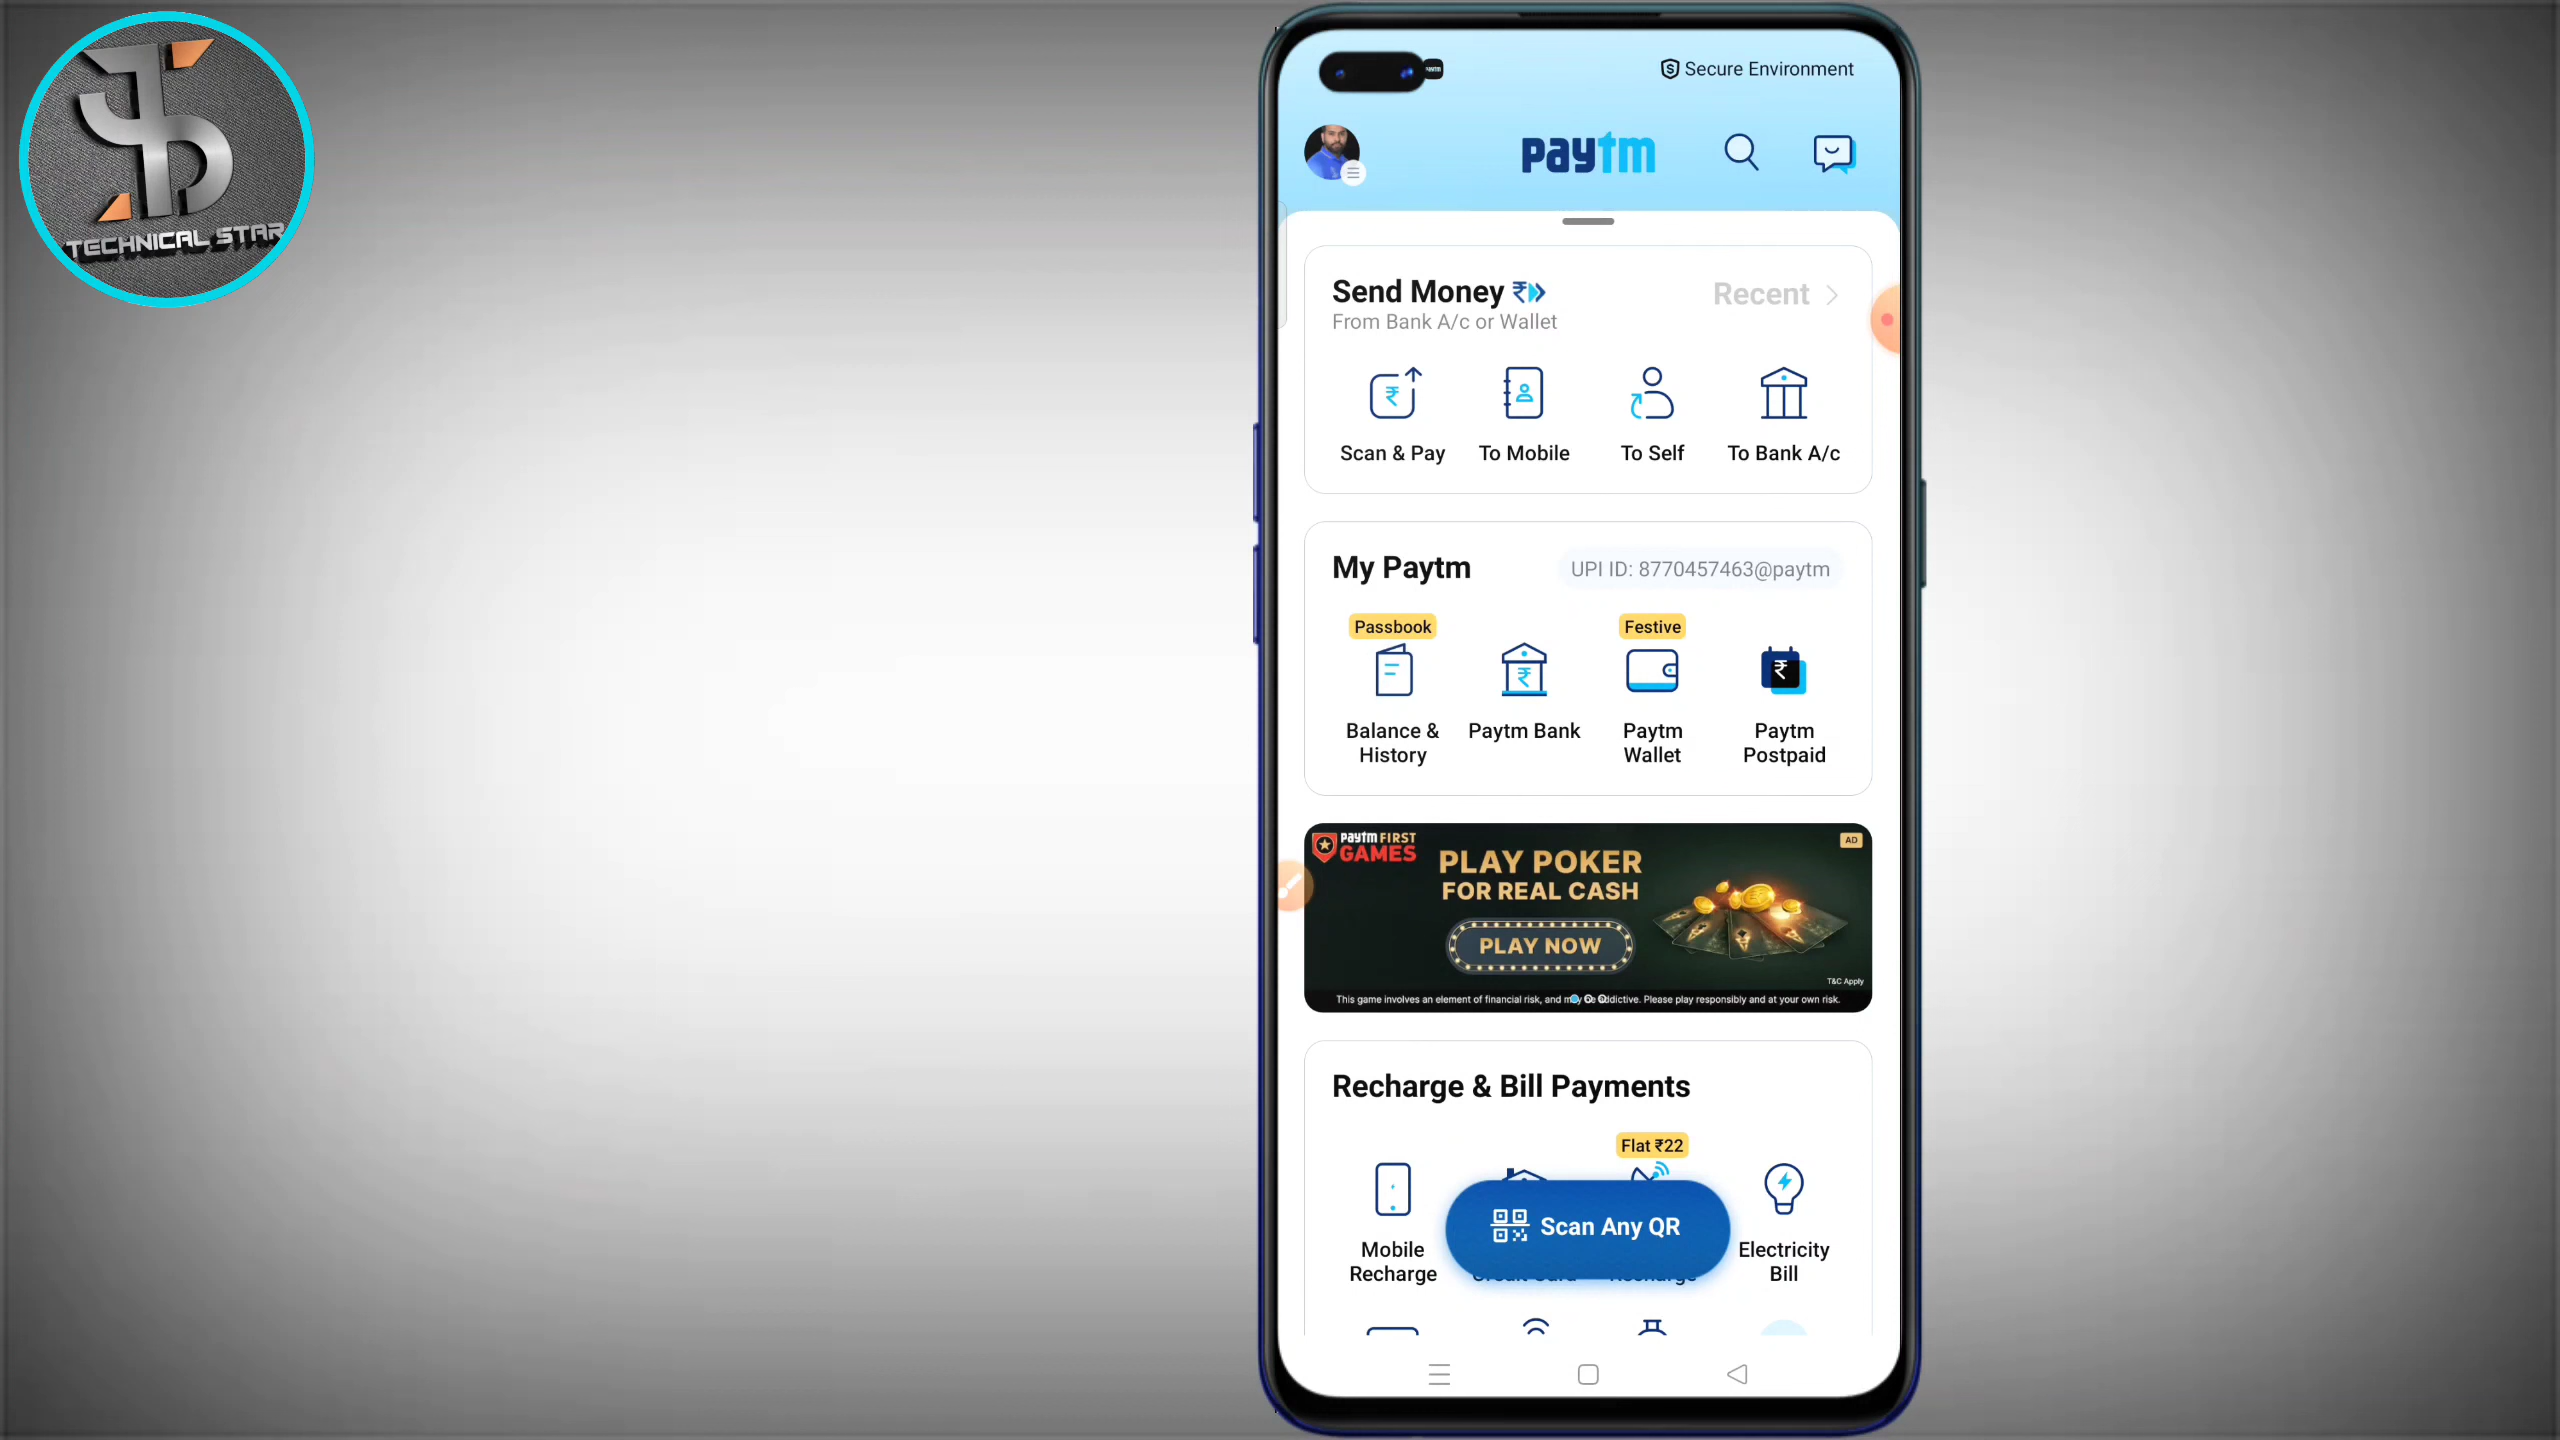 TECHNICAL STAR
Secure Environment
paytm
Send Money
Recent
From Bank A/c or Wallet
Scan & Pay
To Mobile
To Self
To Bank A/c
My Paytm
UPI ID: 8770457463@paytm
Passbook
Festive
Balance &
History
Paytm Bank
Paytm
Wallet
Paytm
Postpaid
paytm FIRST
GAMES
AD
PLAY POKER
FOR REAL CASH
PLAY NOW
T&C Apply
This game involves an element of financial risk, and may be addictive. Please play responsibly and at your own risk.
Recharge & Bill Payments
Flat ₹22
Scan Any QR
Mobile
Recharge
Electricity
Bill